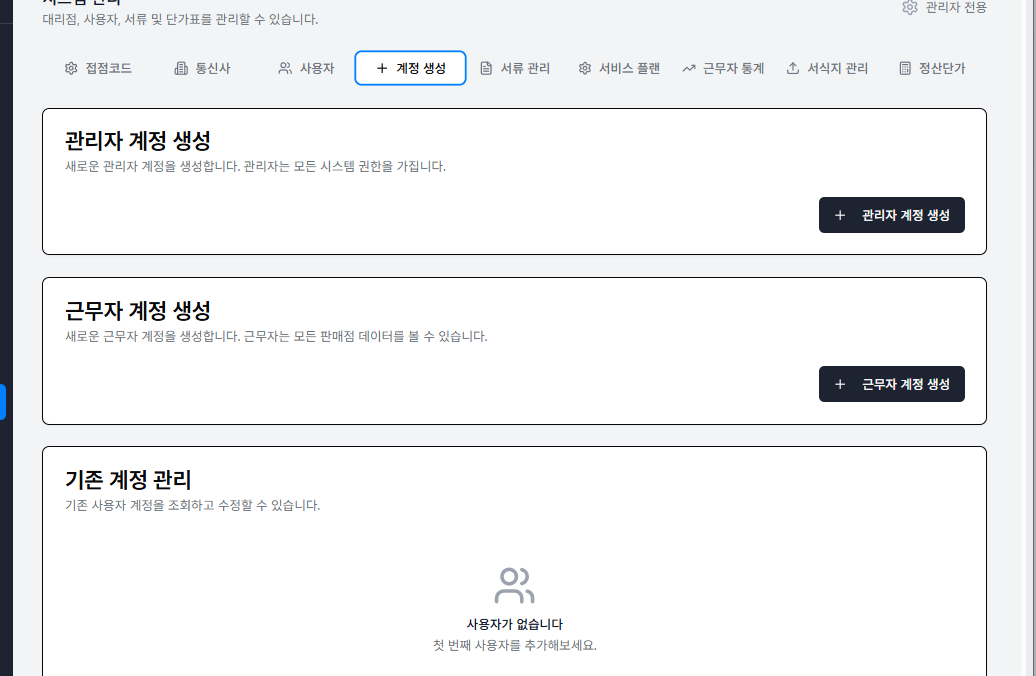 대리점, 사용자, 서류 및 단가표를 관리할 수 있습니다.
관리자 전용
접점코드
통신사
사용자
계정 생성
서류 관리
서비스 플랜
근무자 통계
서식지 관리
정산단가
관리자 계정 생성
새로운 관리자 계정을 생성합니다. 관리자는 모든 시스템 권한을 가집니다.
관리자 계정 생성
근무자 계정 생성
새로운 근무자 계정을 생성합니다. 근무자는 모든 판매점 데이터를 볼 수 있습니다.
근무자 계정 생성
기존 계정 관리
기존 사용자 계정을 조회하고 수정할 수 있습니다.
사용자가 없습니다
첫 번째 사용자를 추가해보세요.